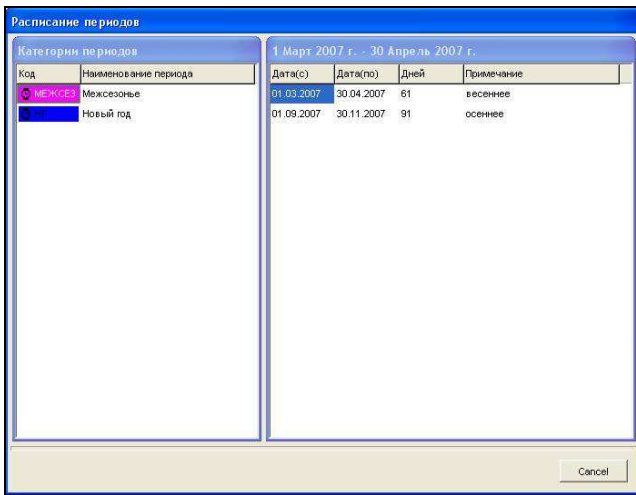 Расписание периодов
Категории периодов
Код Наименование периода
МЕЖСЕЗ Межсезонье
Новый год
1 Март 2007 г. - 30 Апрель 2007 г.
Дата(с) Дата(по) Дней Примечание
01.03.2007 30.04.2007 61 весеннее
01.09.2007 30.11.2007 91 осеннее
Cancel